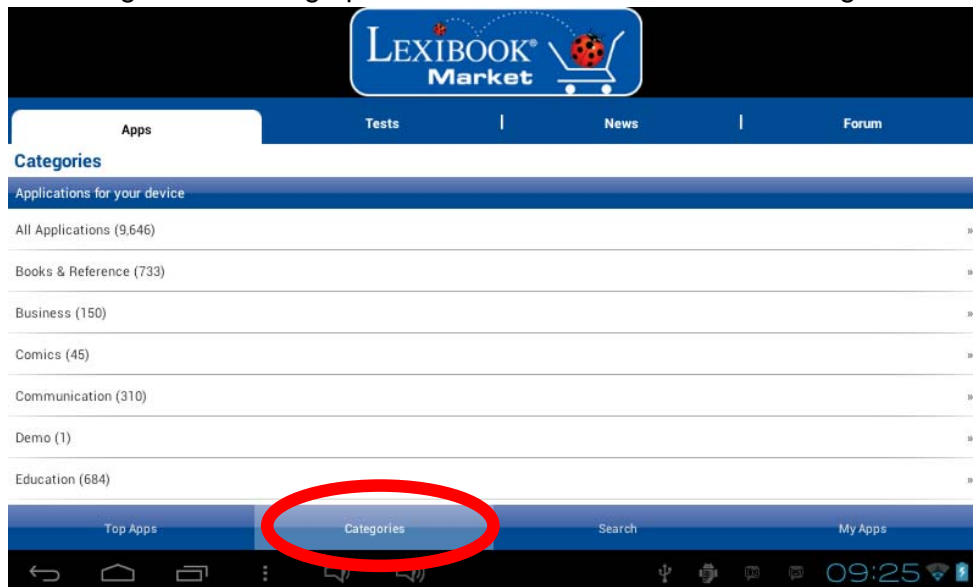 LEXIBOOK®
Market
Apps Tests | News | Forum
Categories
Applications for your device
All Applications (9,646) »
Books & Reference (733) »
Business (150) »
Comics (45) »
Communication (310) »
Demo (1) »
Education (684) »
Top Apps Categories Search My Apps
09:25